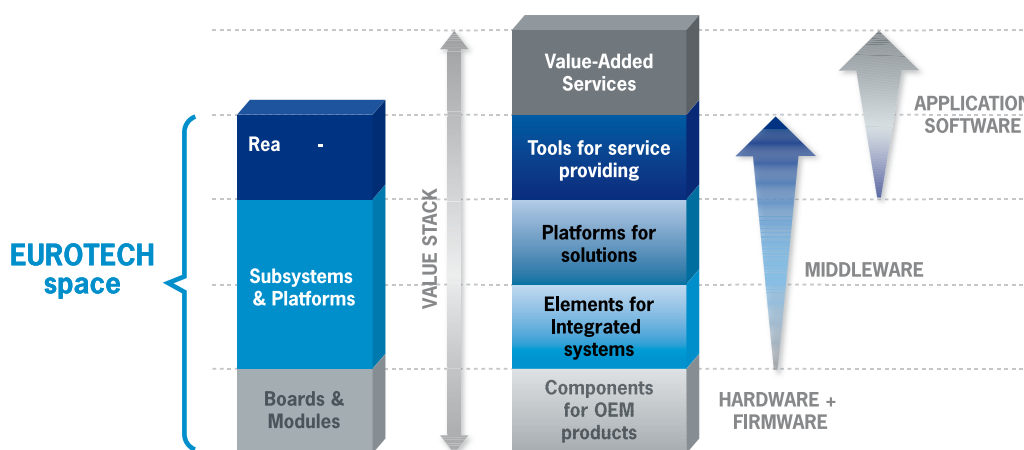 EUROTECH
space
Rea -
Subsystems
& Platforms
Boards &
Modules
VALUE STACK
Value-Added
Services
Tools for service
providing
Platforms for
solutions
Elements for
Integrated
systems
Components
for OEM
products
APPLICATION
SOFTWARE
MIDDLEWARE
HARDWARE +
FIRMWARE